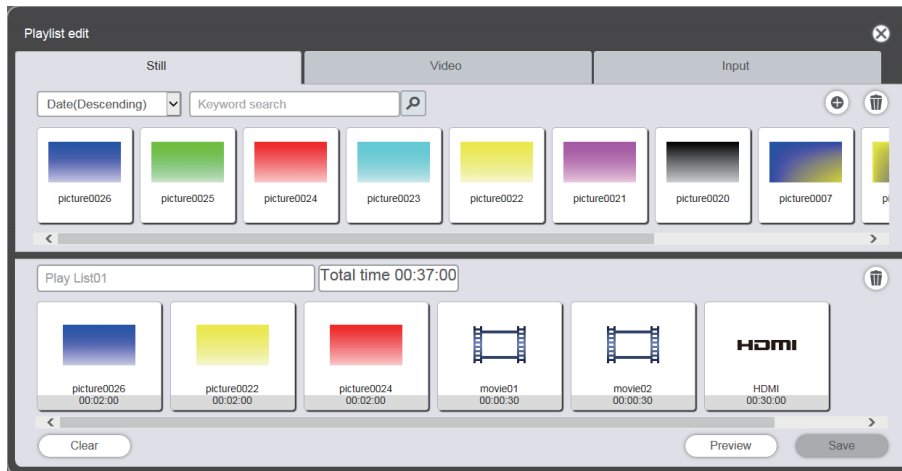 Playlist edit
Still Video Input
Date(Descending) Keyword search
picture0026 picture0025 picture0024 picture0023 picture0022 picture0021 picture0020 picture0007
Play List01 Total time 00:37:00
HDMI
picture0026 picture0022 picture0024 movie01 movie02 HDMI
00:02:00 00:02:00 00:02:00 00:00:30 00:00:30 00:30:00
Clear Preview Save